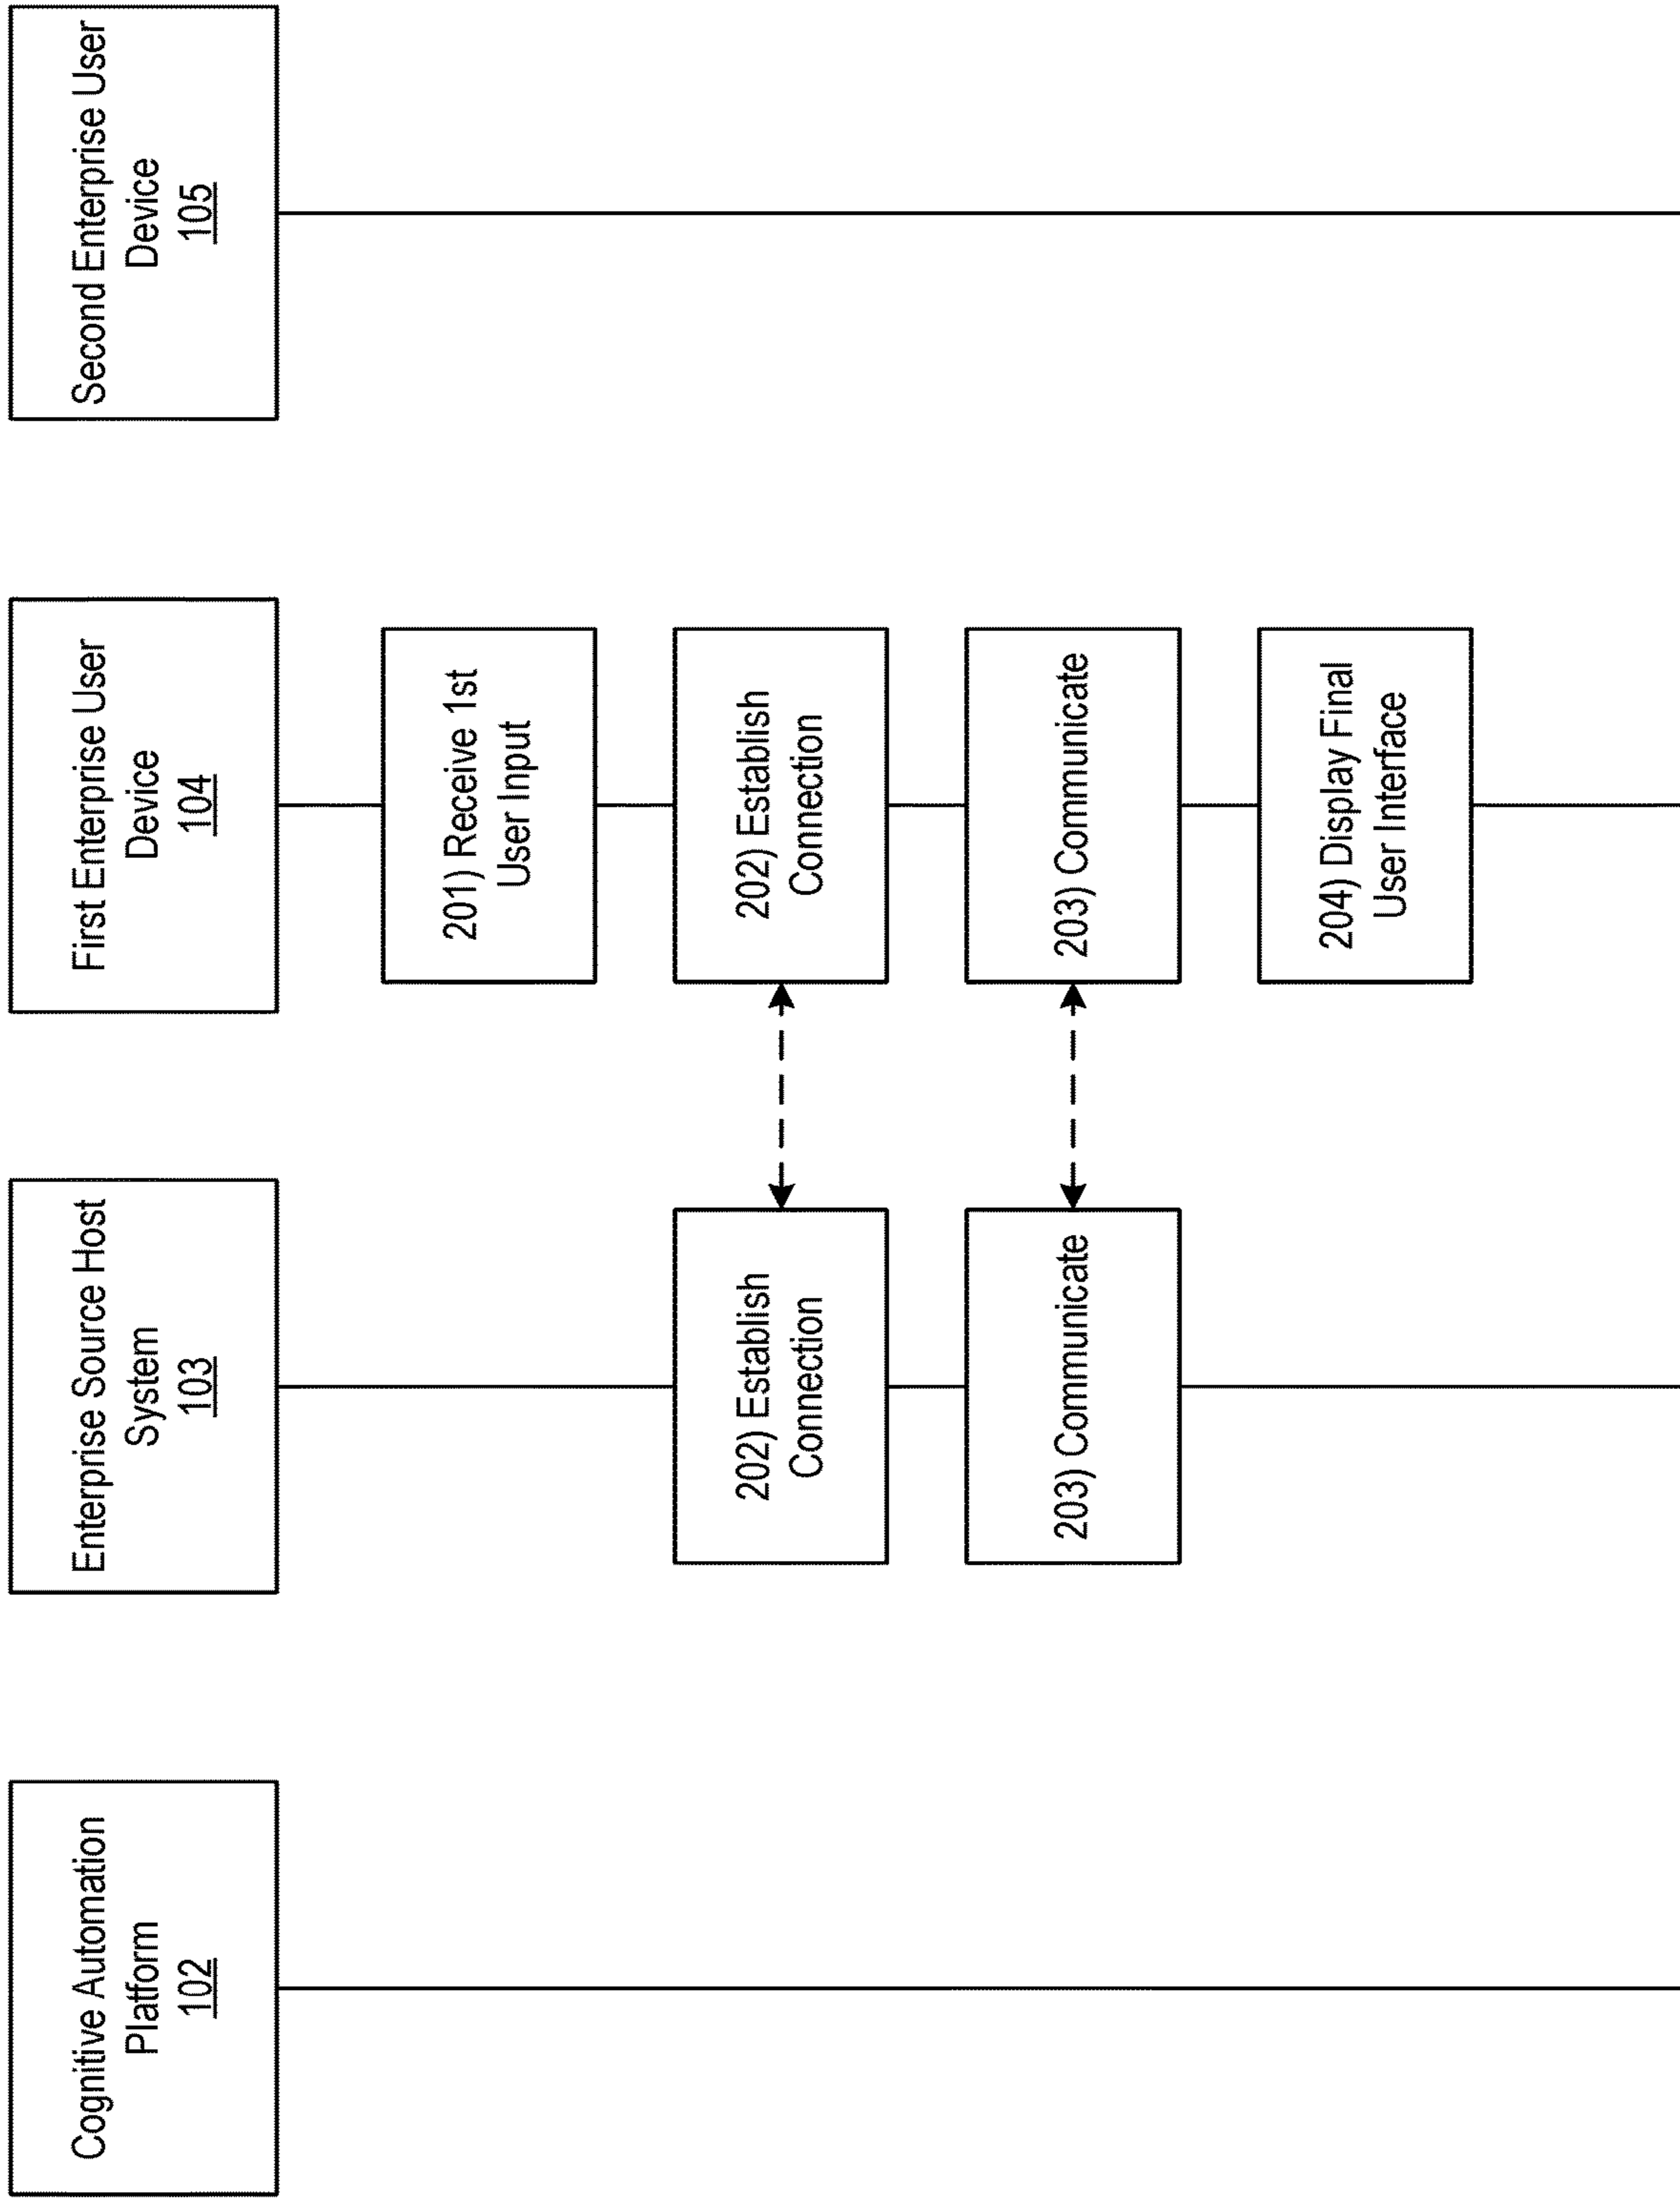 Cognitive Automation
Platform
102
Enterprise Source Host
System
103
First Enterprise User
Device
104
Second Enterprise User
Device
105
201) Receive 1st
User Input
202) Establish
Connection
202) Establish
Connection
203) Communicate
203) Communicate
204) Display Final
User Interface